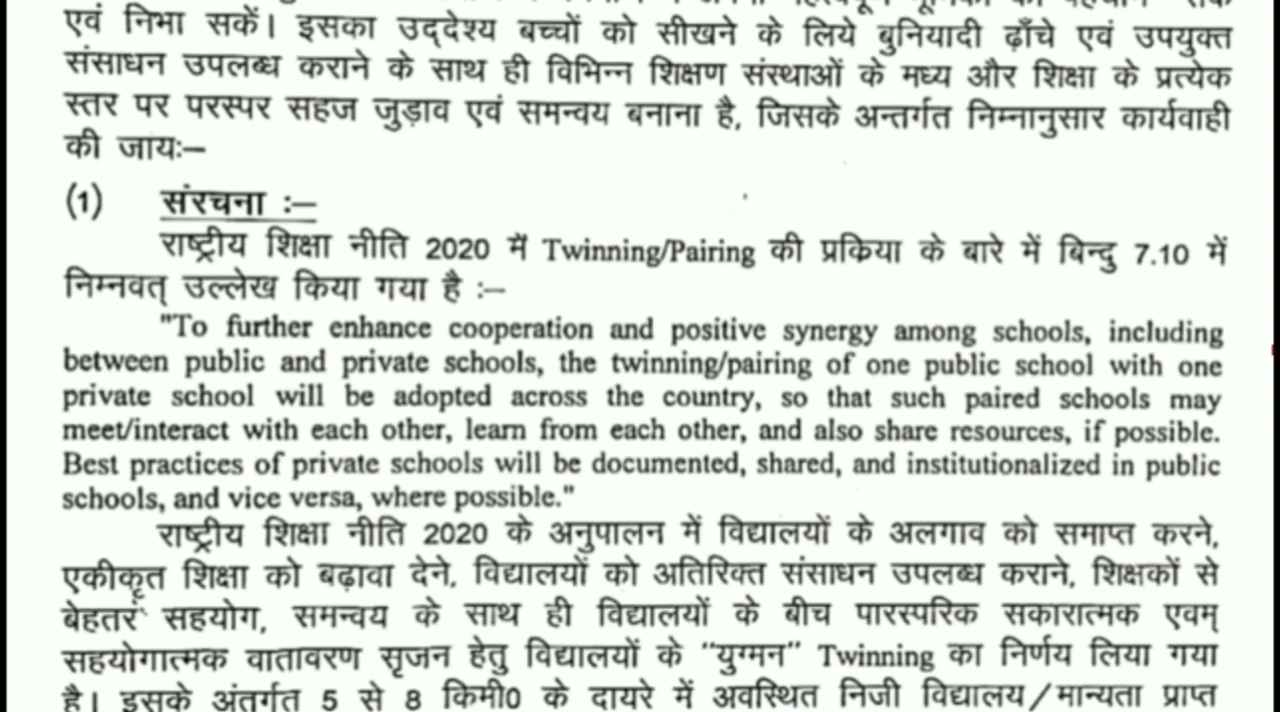 एवं निभा सकें। इसका उद्देश्य बच्चों को सीखने के लिये बुनियादी ढाँचे एवं उपयुक्त
संसाधन उपलब्ध कराने के साथ ही विभिन्न शिक्षण संस्थाओं के मध्य और शिक्षा के प्रत्येक
स्तर पर परस्पर सहज जुड़ाव एवं समन्वय बनाना है, जिसके अन्तर्गत निम्नानुसार कार्यवाही
की जायः–
(1) संरचना :–
राष्ट्रीय शिक्षा नीति 2020 में Twinning/Pairing की प्रकिया के बारे में बिन्दु 7.10 में
निम्नवत् उल्लेख किया गया है :–
"To further enhance cooperation and positive synergy among schools, including
between public and private schools, the twinning/pairing of one public school with one
private school will be adopted across the country, so that such paired schools may
meet/interact with each other, learn from each other, and also share resources, if possible.
Best practices of private schools will be documented, shared, and institutionalized in public
schools, and vice versa, where possible."
राष्ट्रीय शिक्षा नीति 2020 के अनुपालन में विद्यालयों के अलगाव को समाप्त करने,
एकीकृत शिक्षा को बढ़ावा देने, विद्यालयों को अतिरिक्त संसाधन उपलब्ध कराने, शिक्षकों से
बेहतर सहयोग, समन्वय के साथ ही विद्यालयों के बीच पारस्परिक सकारात्मक एवम्
सहयोगात्मक वातावरण सृजन हेतु विद्यालयों के "युग्मन" Twinning का निर्णय लिया गया
है। इसके अंतर्गत 5 से 8 किमी0 के दायरे में अवस्थित निजी विद्यालय/मान्यता प्राप्त